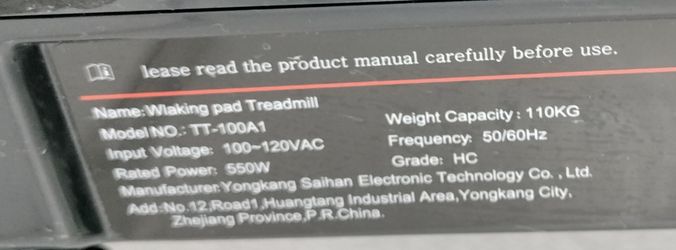 lease read the product manual carefully before use.
Name:Wlaking pad Treadmill
Model NO.: TT-100A1
Input Voltage: 100~120VAC
Rated Power: 550W
Weight Capacity: 110KG
Frequency: 50/60Hz
Grade: HC
Manufacturer:Yongkang Saihan Electronic Technology Co., Ltd.
Add:No.12,Road1,Huangtang Industrial Area,Yongkang City,
Zhejiang Province,P.R.China.